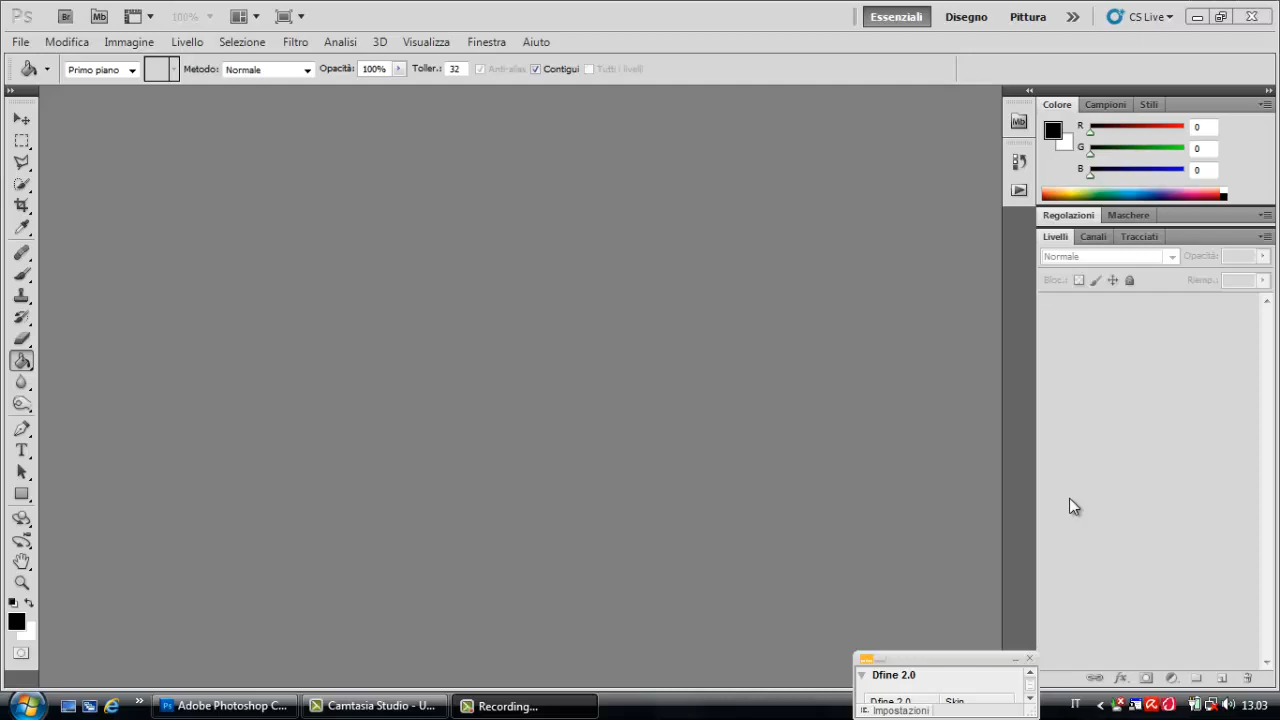 Ps Br Mb 100% Essenziali Disegno Pittura CS Live
File Modifica Immagine Livello Selezione Filtro Analisi 3D Visualizza Finestra Aiuto
Primo piano Metodo: Normale Opacità: 100% Toller.: 32 Anti-alias Contigui Tutti i livelli
Colore Campioni Stili
Mb
R 0
G 0
B 0
Regolazioni Maschere
Livelli Canali Tracciati
Normale Opacità:
Bloc.: Riemp.:
T
Dfine 2.0
Dfine 2.0 Skin
Impostazioni
Adobe Photoshop C... Camtasia Studio - U... Recording... IT 13.03